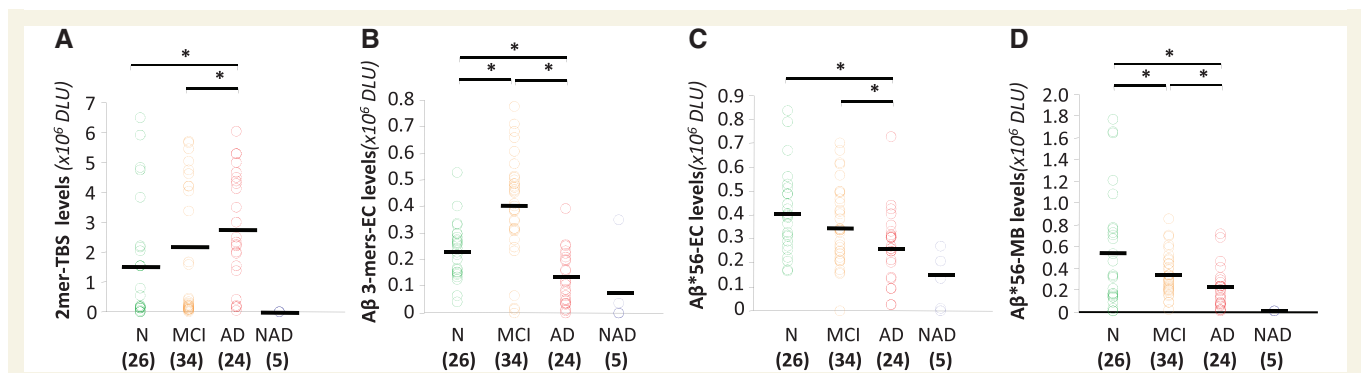 A
B
C
D
*
*
*
*
*
*
*
*
*
*
2mer-TBS levels (x10⁶ DLU)
7
6
5
4
3
2
1
0
N
MCI
AD
NAD
(26)
(34)
(24)
(5)
Aβ 3-mers-EC levels(x10⁶ DLU)
0.8
0.7
0.6
0.5
0.4
0.3
0.2
0.1
0
N
MCI
AD
NAD
(26)
(34)
(24)
(5)
Aβ*56-EC levels(x10⁶ DLU)
0.9
0.8
0.7
0.6
0.5
0.4
0.3
0.2
0.1
0
N
MCI
AD
NAD
(26)
(34)
(24)
(5)
Aβ*56-MB levels(x10⁶ DLU)
2.0
1.8
1.6
1.4
1.2
1.0
0.8
0.6
0.4
0.2
0
N
MCI
AD
NAD
(26)
(34)
(24)
(5)